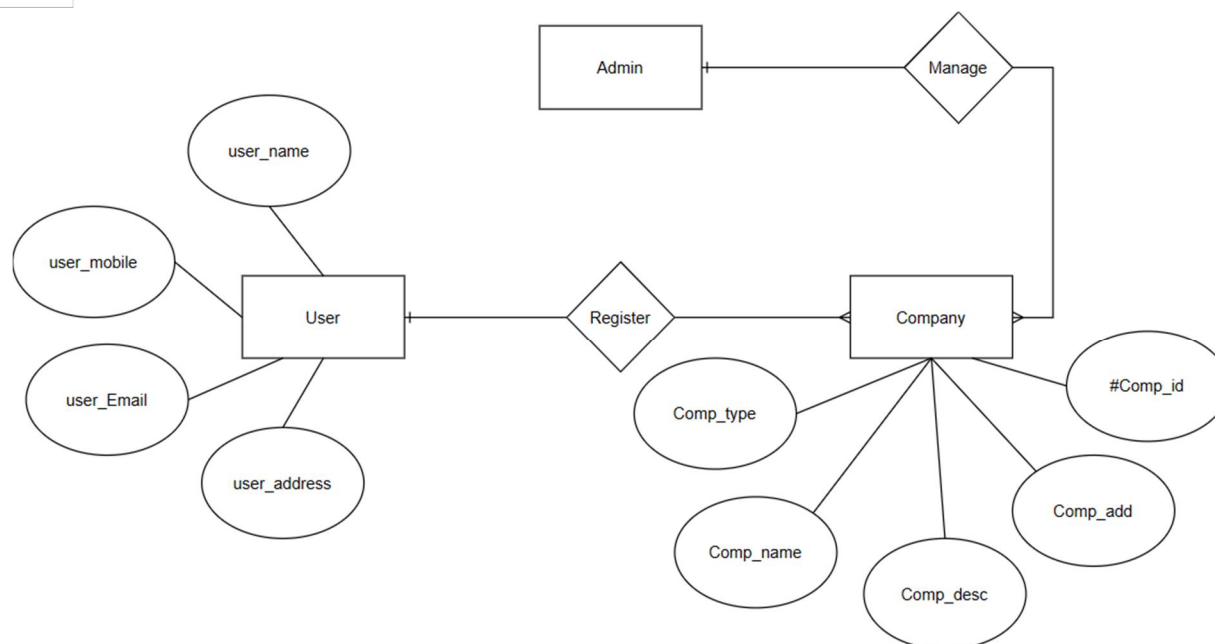 Admin
Manage
user_name
user_mobile
User
Register
Company
user_Email
Comp_type
#Comp_id
user_address
Comp_add
Comp_name
Comp_desc